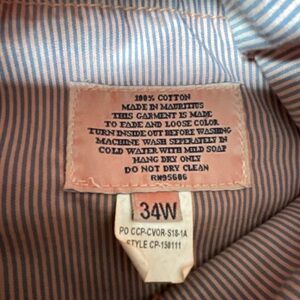 100% COTTON
MADE IN MAURITIUS
THIS GARMENT IS MADE
TO FADE AND LOOSE COLOR
TURN INSIDE OUT BEFORE WASHING
MACHINE WASH SEPERATELY IN
COLD WATER WITH MILD SOAP
HANG DRY ONLY
DO NOT DRY CLEAN
RN95606
34W
PO CCP-CVOR-S18-1A
STYLE CP-150111